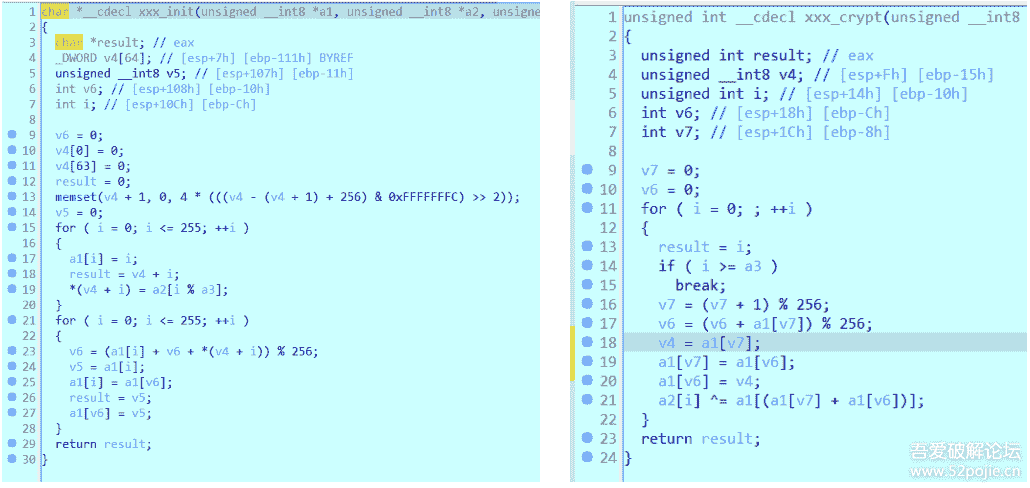 1 char *__cdecl xxx_init(unsigned __int8 *a1, unsigned __int8 *a2, unsigne
2 {
3 char *result; // eax
4 _DWORD v4[64]; // [esp+7h] [ebp-111h] BYREF
5 unsigned __int8 v5; // [esp+107h] [ebp-11h]
6 int v6; // [esp+108h] [ebp-10h]
7 int i; // [esp+10Ch] [ebp-Ch]
8
9 v6 = 0;
10 v4[0] = 0;
11 v4[63] = 0;
12 result = 0;
13 memset(v4 + 1, 0, 4 * (((v4 - (v4 + 1) + 256) & 0xFFFFFFFC) >> 2));
14 v5 = 0;
15 for ( i = 0; i <= 255; ++i )
16 {
17 a1[i] = i;
18 result = v4 + i;
19 *(v4 + i) = a2[i % a3];
20 }
21 for ( i = 0; i <= 255; ++i )
22 {
23 v6 = (a1[i] + v6 + *(v4 + i)) % 256;
24 v5 = a1[i];
25 a1[i] = a1[v6];
26 result = v5;
27 a1[v6] = v5;
28 }
29 return result;
30 }
1 unsigned int __cdecl xxx_crypt(unsigned __int8
2 {
3 unsigned int result; // eax
4 unsigned __int8 v4; // [esp+Fh] [ebp-15h]
5 unsigned int i; // [esp+14h] [ebp-10h]
6 int v6; // [esp+18h] [ebp-Ch]
7 int v7; // [esp+1Ch] [ebp-8h]
8
9 v7 = 0;
10 v6 = 0;
11 for ( i = 0; ; ++i )
12 {
13 result = i;
14 if ( i >= a3 )
15 break;
16 v7 = (v7 + 1) % 256;
17 v6 = (v6 + a1[v7]) % 256;
18 v4 = a1[v7];
19 a1[v7] = a1[v6];
20 a1[v6] = v4;
21 a2[i] ^= a1[(a1[v7] + a1[v6])];
22 }
23 return result;
24 }
吾爱破解论坛
www.52pojie.cn